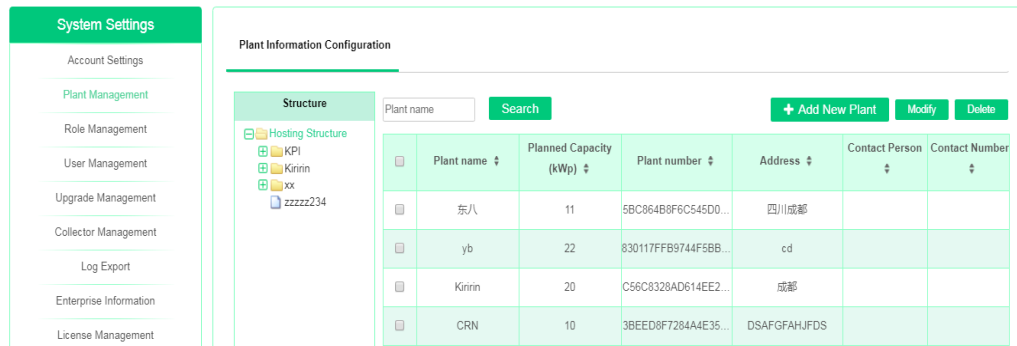 System Settings
Account Settings
Plant Management
Role Management
User Management
Upgrade Management
Collector Management
Log Export
Enterprise Information
License Management
Plant Information Configuration
Structure
Hosting Structure
KPI
Kiririn
xx
zzzzz234
Plant name
Search
+ Add New Plant
Modify
Delete
Plant name
Planned Capacity
(kWp)
Plant number
Address
Contact Person
Contact Number
东八 11 5BC864B8F6C545D0... 四川成都
yb 22 830117FFB9744F5BB... cd
Kiririn 20 C56C8328AD614EE2... 成都
CRN 10 3BEED8F7284A4E35... DSAFGFAHJFDS